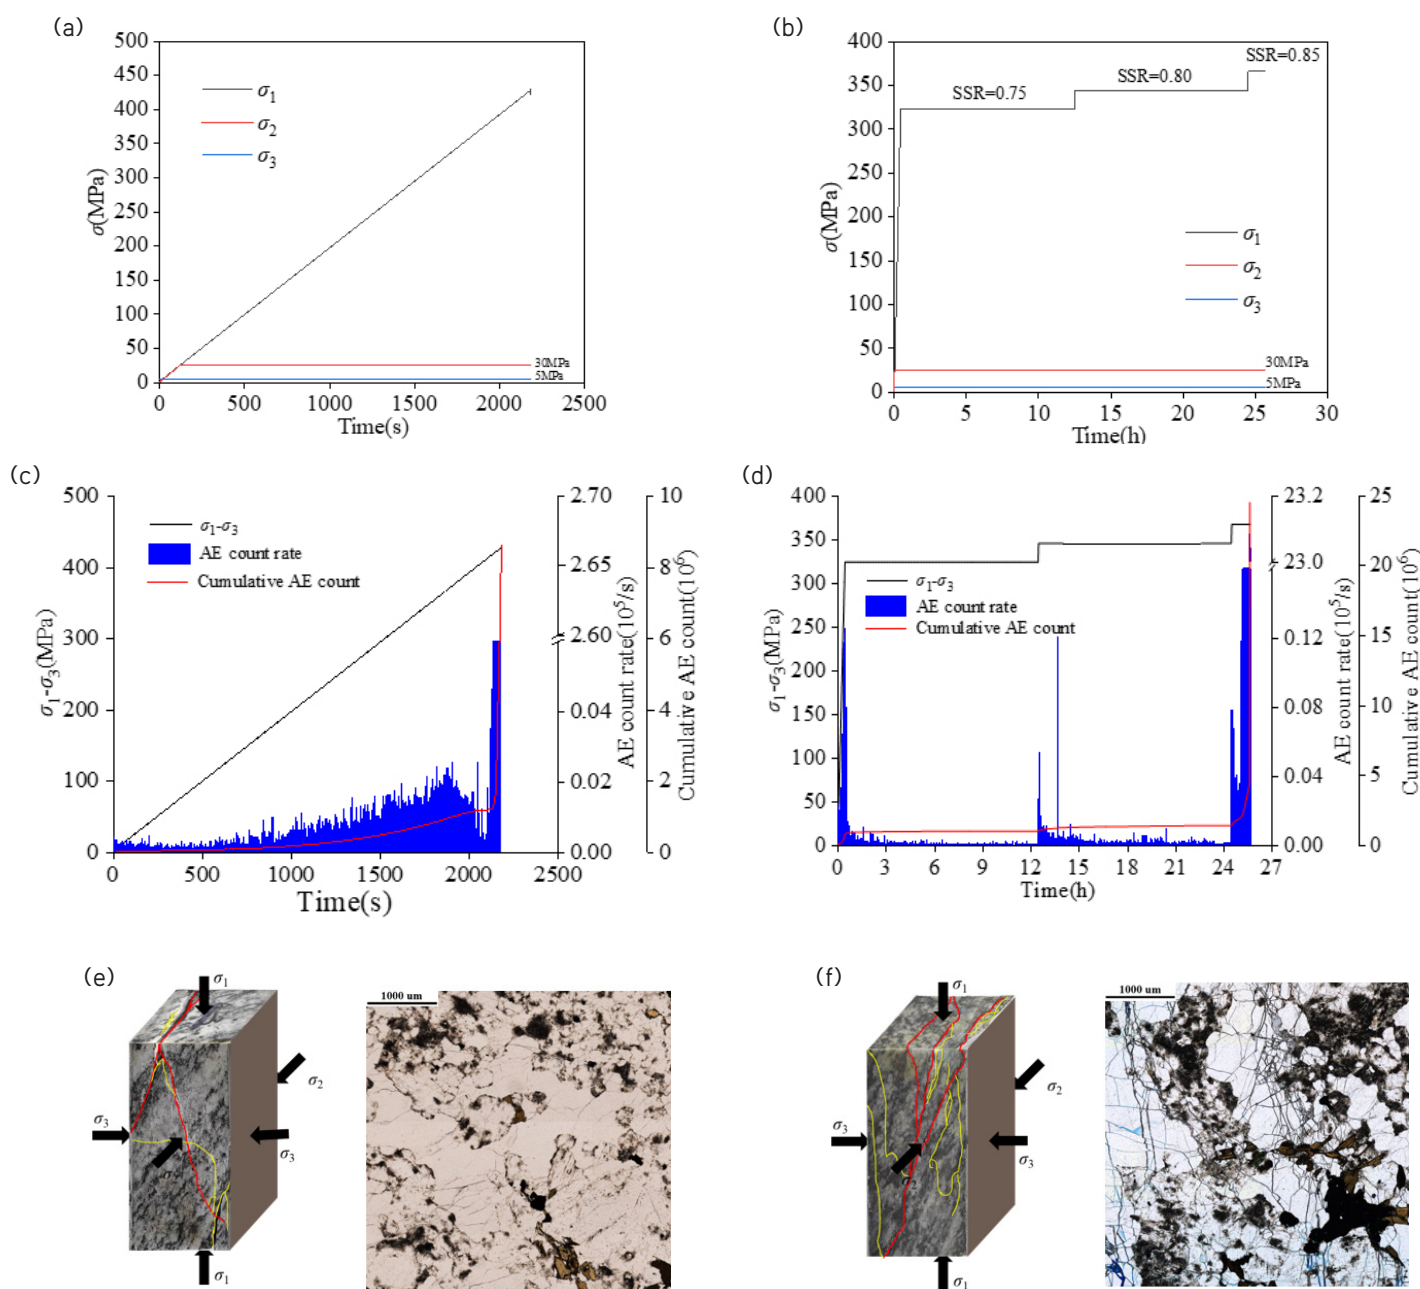 (a)
500
450
400
350
300
250
200
150
100
50
0
σ(MPa)
σ1
σ2
σ3
30MPa
5MPa
0 500 1000 1500 2000 2500
Time(s)
(b)
400
350
300
250
200
150
100
50
0
σ(MPa)
SSR=0.75
SSR=0.80
SSR=0.85
σ1
σ2
σ3
30MPa
5MPa
0 5 10 15 20 25 30
Time(h)
(c)
500
400
300
200
100
0
σ1-σ3(MPa)
σ1-σ3
AE count rate
Cumulative AE count
2.70
2.65
2.60
0.04
0.02
0.00
AE count rate(10^5/s)
10
8
6
4
2
0
Cumulative AE count(10^6)
0 500 1000 1500 2000 2500
Time(s)
(d)
400
350
300
250
200
150
100
50
0
σ1-σ3(MPa)
σ1-σ3
AE count rate
Cumulative AE count
23.2
23.0
0.12
0.08
0.04
0.00
AE count rate(10^5/s)
25
20
15
10
5
0
Cumulative AE count(10^6)
0 3 6 9 12 15 18 21 24 27
Time(h)
(e)
σ1
σ2
σ3
σ3
σ1
1000 um
(f)
σ1
σ2
σ3
σ3
σ1
1000 um